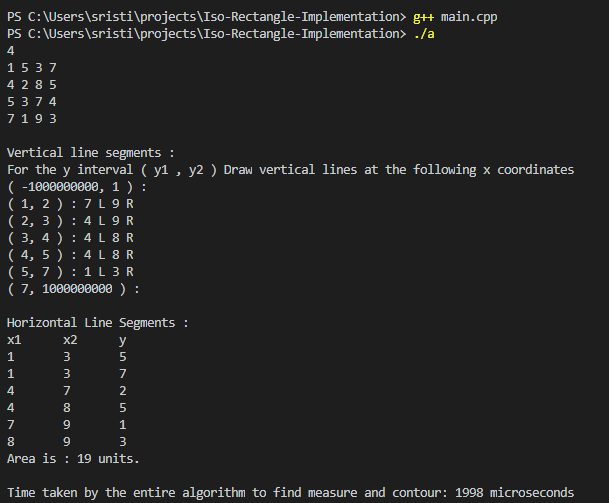 PS C:\Users\sristi\projects\Iso-Rectangle-Implementation> g++ main.cpp
PS C:\Users\sristi\projects\Iso-Rectangle-Implementation> ./a
4
1 5 3 7
4 2 8 5
5 3 7 4
7 1 9 3
Vertical line segments :
For the y interval ( y1 , y2 ) Draw vertical lines at the following x coordinates
( -1000000000, 1 ) :
( 1, 2 ) : 7 L 9 R
( 2, 3 ) : 4 L 9 R
( 3, 4 ) : 4 L 8 R
( 4, 5 ) : 4 L 8 R
( 5, 7 ) : 1 L 3 R
( 7, 1000000000 ) :
Horizontal Line Segments :
x1 x2 y
1 3 5
1 3 7
4 7 2
4 8 5
7 9 1
8 9 3
Area is : 19 units.
Time taken by the entire algorithm to find measure and contour: 1998 microseconds